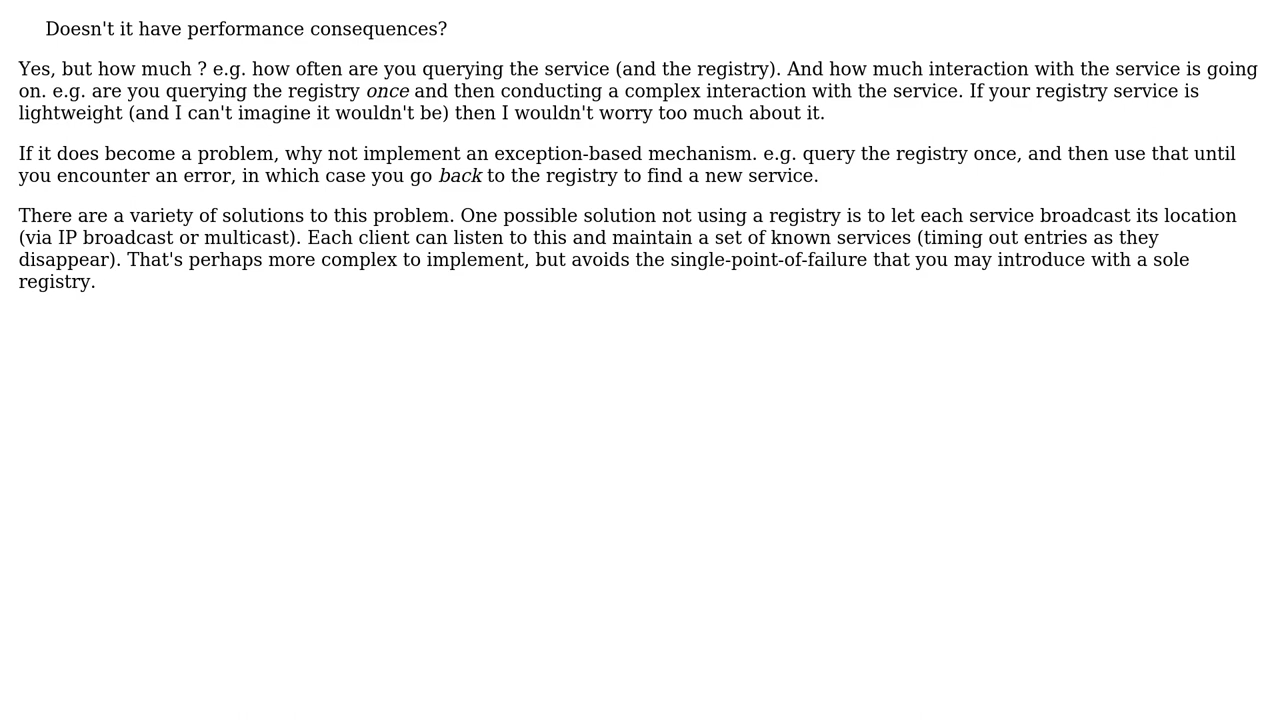 Doesn't it have performance consequences?
Yes, but how much ? e.g. how often are you querying the service (and the registry). And how much interaction with the service is going
on. e.g. are you querying the registry once and then conducting a complex interaction with the service. If your registry service is
lightweight (and I can't imagine it wouldn't be) then I wouldn't worry too much about it.
If it does become a problem, why not implement an exception-based mechanism. e.g. query the registry once, and then use that until
you encounter an error, in which case you go back to the registry to find a new service.
There are a variety of solutions to this problem. One possible solution not using a registry is to let each service broadcast its location
(via IP broadcast or multicast). Each client can listen to this and maintain a set of known services (timing out entries as they
disappear). That's perhaps more complex to implement, but avoids the single-point-of-failure that you may introduce with a sole
registry.